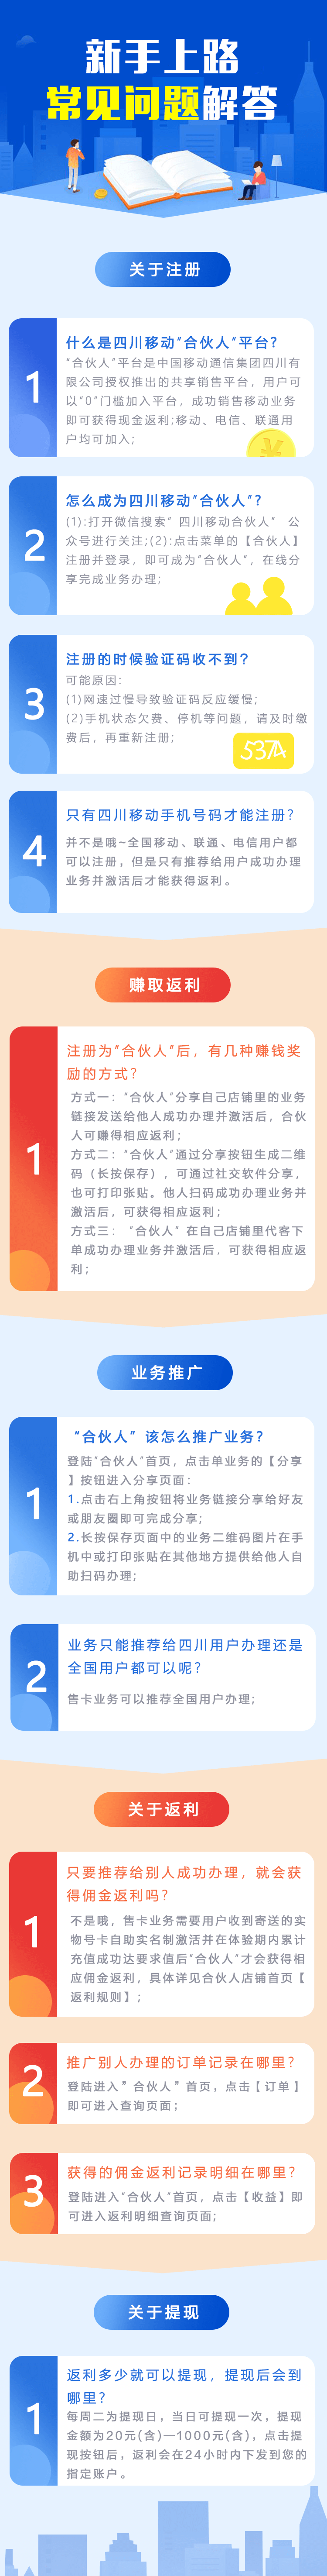 新手上路
常见问题解答
关于注册
1
什么是四川移动"合伙人"平台？
"合伙人"平台是中国移动通信集团四川有
限公司授权推出的共享销售平台，用户可
以"0"门槛加入平台，成功销售移动业务
即可获得现金返利;移动、电信、联通用
户均可加入;
2
怎么成为四川移动"合伙人"？
(1):打开微信搜索" 四川移动合伙人" 公
众号进行关注;(2):点击菜单的【合伙人】
注册并登录，即可成为"合伙人"，在线分
享完成业务办理;
3
注册的时候验证码收不到？
可能原因:
(1)网速过慢导致验证码反应缓慢;
(2)手机状态欠费、停机等问题，请及时缴
费后，再重新注册;
5374
4
只有四川移动手机号码才能注册？
并不是哦~全国移动、联通、电信用户都
可以注册，但是只有推荐给用户成功办理
业务并激活后才能获得返利。
赚取返利
1
注册为"合伙人"后，有几种赚钱奖
励的方式？
方式一："合伙人"分享自己店铺里的业务
链接发送给他人成功办理并激活后，合伙
人可赚得相应返利；
方式二："合伙人"通过分享按钮生成二维
码（长按保存），可通过社交软件分享，
也可打印张贴。他人扫码成功办理业务并
激活后，可获得相应返利；
方式三： "合伙人" 在自己店铺里代客下
单成功办理业务并激活后，可获得相应返
利；
业务推广
1
"合伙人" 该怎么推广业务？
登陆"合伙人"首页，点击单业务的【分享
】按钮进入分享页面：
1.点击右上角按钮将业务链接分享给好友
或朋友圈即可完成分享;
2.长按保存页面中的业务二维码图片在手
机中或打印张贴在其他地方提供给他人自
助扫码办理;
2
业务只能推荐给四川用户办理还是
全国用户都可以呢？
售卡业务可以推荐全国用户办理;
关于返利
1
只要推荐给别人成功办理，就会获
得佣金返利吗？
不是哦，售卡业务需要用户收到寄送的实
物号卡自助实名制激活并在体验期内累计
充值成功达要求值后"合伙人"才会获得相
应佣金返利，具体详见合伙人店铺首页【
返利规则】；
2
推广别人办理的订单记录在哪里？
登陆进入”合伙人”首页，点击【订单】
即可进入查询页面；
3
获得的佣金返利记录明细在哪里？
登陆进入"合伙人"首页，点击【收益】即
可进入返利明细查询页面;
关于提现
1
返利多少就可以提现，提现后会到
哪里？
每周二为提现日，当日可提现一次，提现
金额为20元(含)—1000元(含)，点击提
现按钮后，返利会在24小时内下发到您的
指定账户。